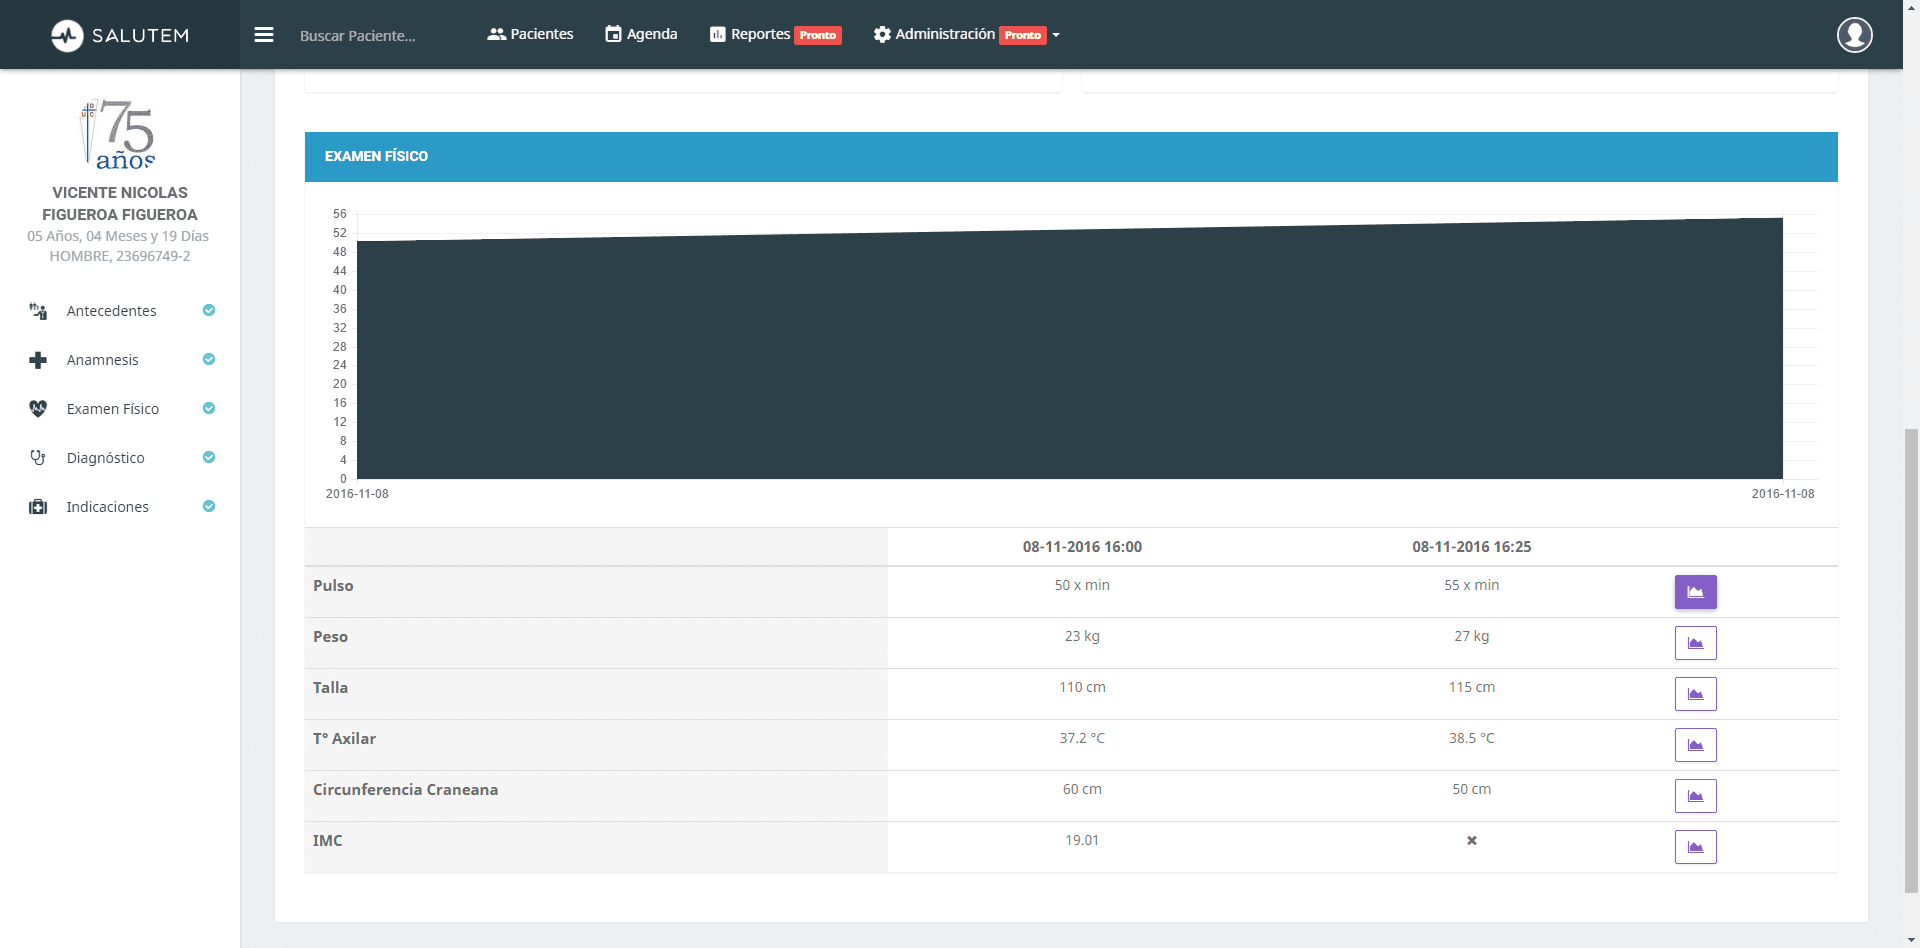 SALUTEM
Buscar Paciente...
Pacientes
Agenda
Reportes Pronto
Administración Pronto
D
U C
75
años
VICENTE NICOLAS
FIGUEROA FIGUEROA
05 Años, 04 Meses y 19 Días
HOMBRE, 23696749-2
Antecedentes
Anamnesis
Examen Físico
Diagnóstico
Indicaciones
EXAMEN FÍSICO
56
52
48
44
40
36
32
28
24
20
16
12
8
4
0
2016-11-08 2016-11-08
08-11-2016 16:00 08-11-2016 16:25
Pulso 50 x min 55 x min
Peso 23 kg 27 kg
Talla 110 cm 115 cm
T° Axilar 37.2 °C 38.5 °C
Circunferencia Craneana 60 cm 50 cm
IMC 19.01 ×